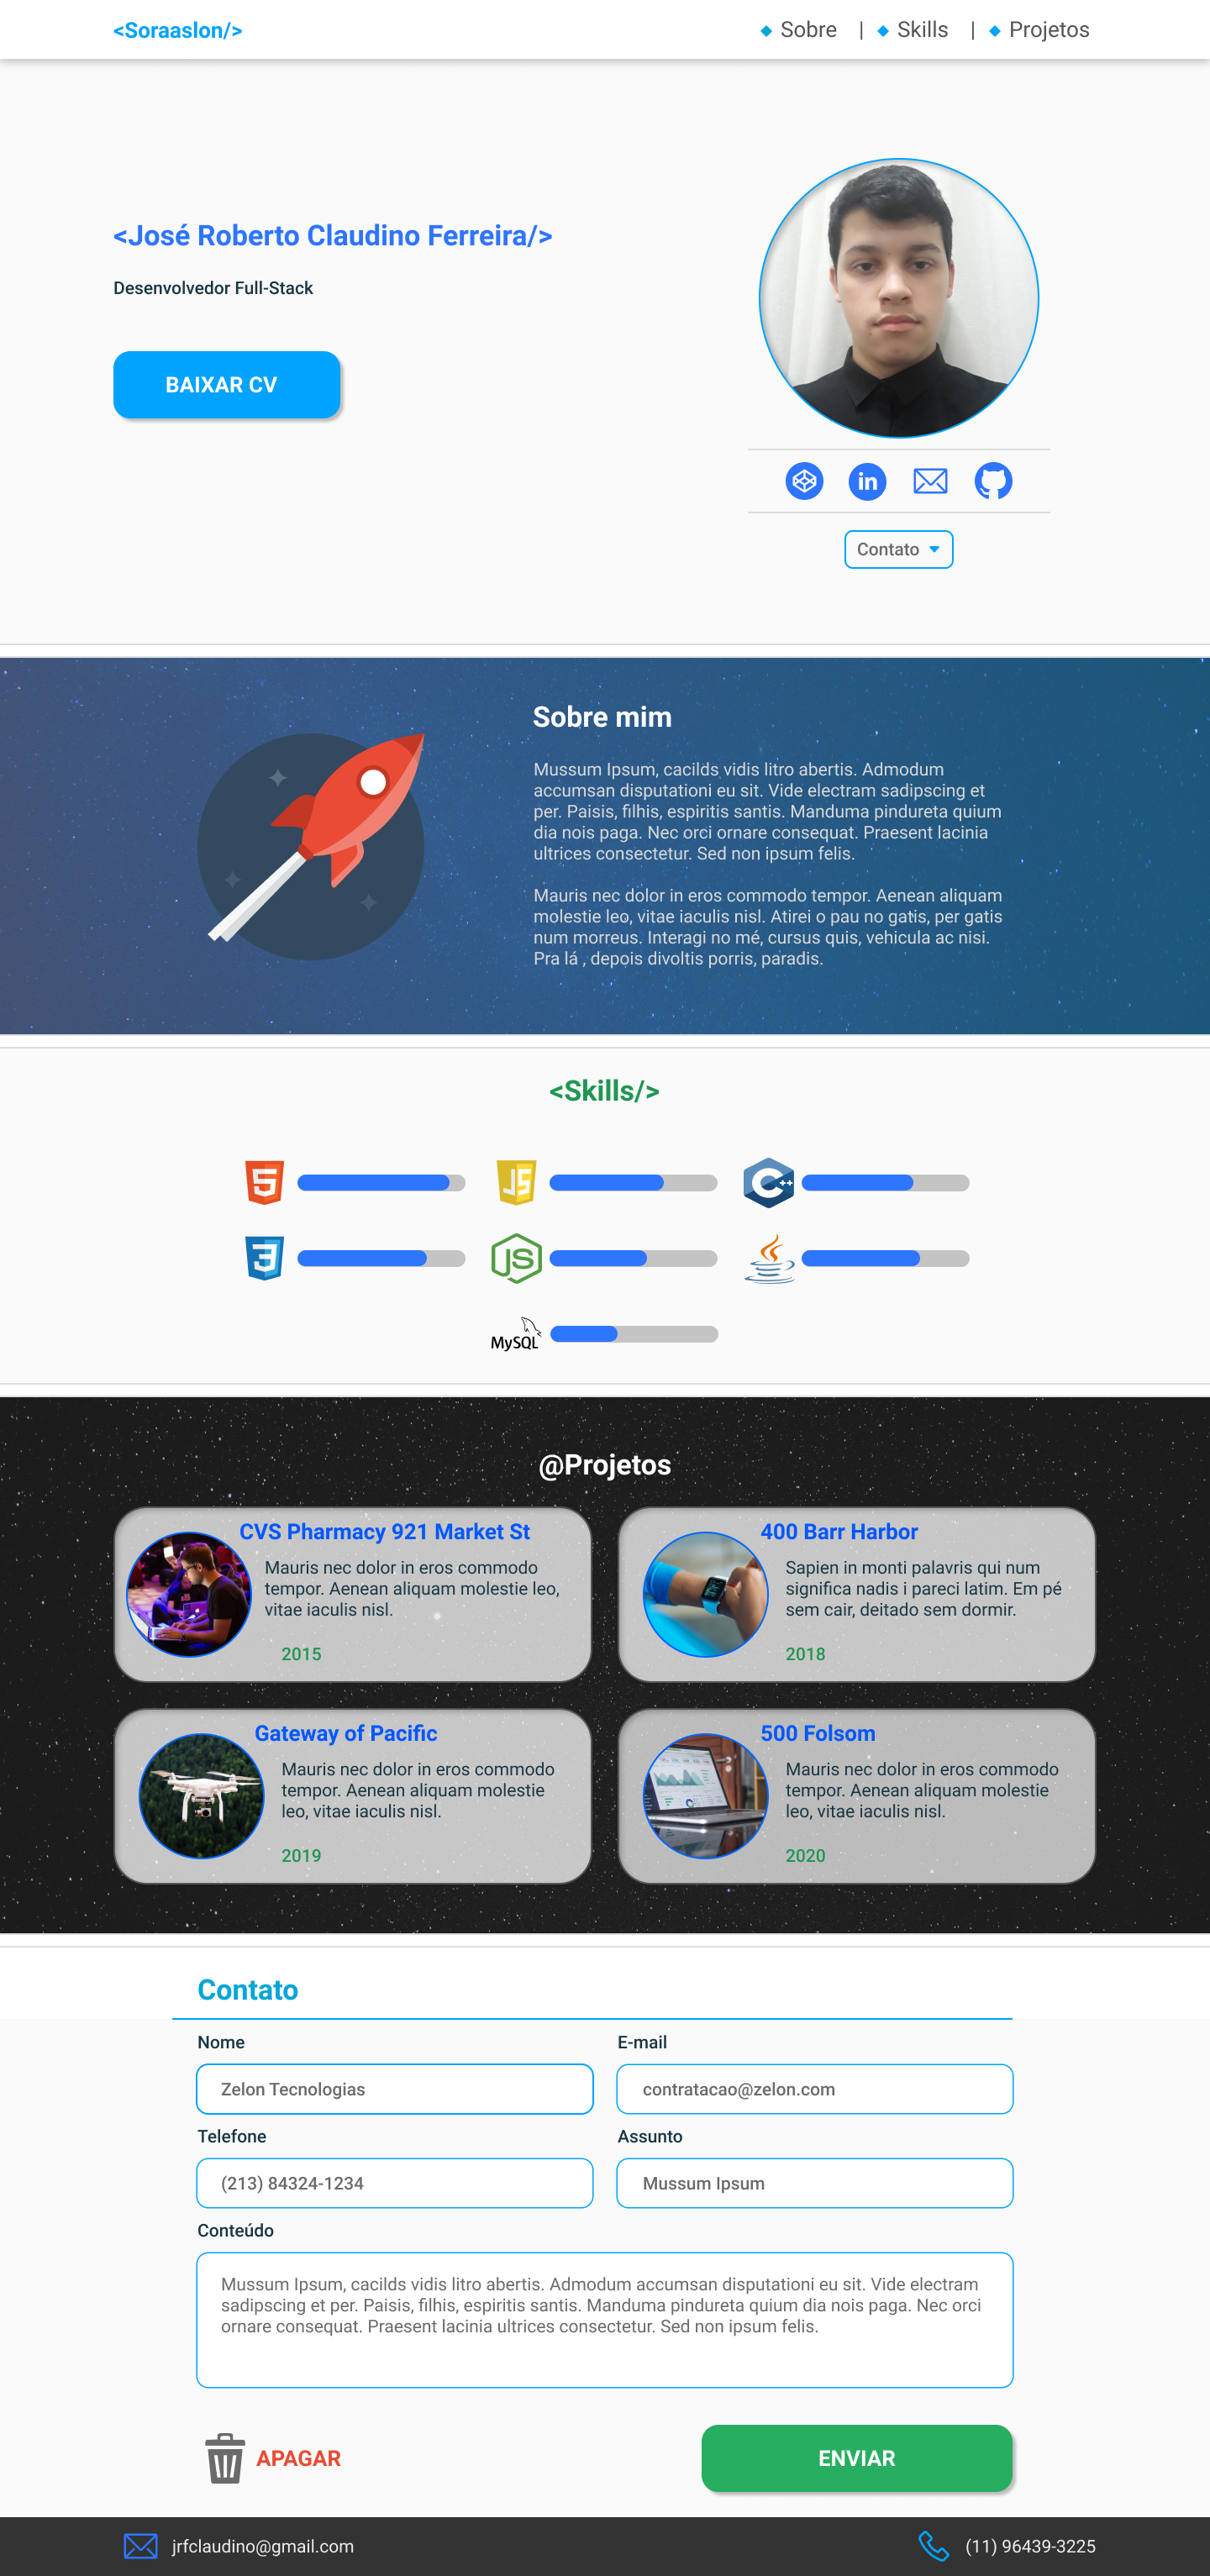 <Soraaslon/>
Sobre | Skills | Projetos
<José Roberto Claudino Ferreira/>
Desenvolvedor Full-Stack
BAIXAR CV
in
Contato
Sobre mim
Mussum Ipsum, cacilds vidis litro abertis. Admodum
accumsan disputationi eu sit. Vide electram sadipscing et
per. Paisis, filhis, espiritis santis. Manduma pindureta quium
dia nois paga. Nec orci ornare consequat. Praesent lacinia
ultrices consectetur. Sed non ipsum felis.
Mauris nec dolor in eros commodo tempor. Aenean aliquam
molestie leo, vitae iaculis nisl. Atirei o pau no gatis, per gatis
num morreus. Interagi no mé, cursus quis, vehicula ac nisi.
Pra lá , depois divoltis porris, paradis.
<Skills/>
5
JS
C++
3
JS
MySQL
@Projetos
CVS Pharmacy 921 Market St
Mauris nec dolor in eros commodo
tempor. Aenean aliquam molestie leo,
vitae iaculis nisl.
2015
400 Barr Harbor
Sapien in monti palavris qui num
significa nadis i pareci latim. Em pé
sem cair, deitado sem dormir.
2018
Gateway of Pacific
Mauris nec dolor in eros commodo
tempor. Aenean aliquam molestie
leo, vitae iaculis nisl.
2019
500 Folsom
Mauris nec dolor in eros commodo
tempor. Aenean aliquam molestie
leo, vitae iaculis nisl.
2020
Contato
Nome
Zelon Tecnologias
E-mail
contratacao@zelon.com
Telefone
(213) 84324-1234
Assunto
Mussum Ipsum
Conteúdo
Mussum Ipsum, cacilds vidis litro abertis. Admodum accumsan disputationi eu sit. Vide electram
sadipscing et per. Paisis, filhis, espiritis santis. Manduma pindureta quium dia nois paga. Nec orci
ornare consequat. Praesent lacinia ultrices consectetur. Sed non ipsum felis.
APAGAR
ENVIAR
jrfclaudino@gmail.com
(11) 96439-3225